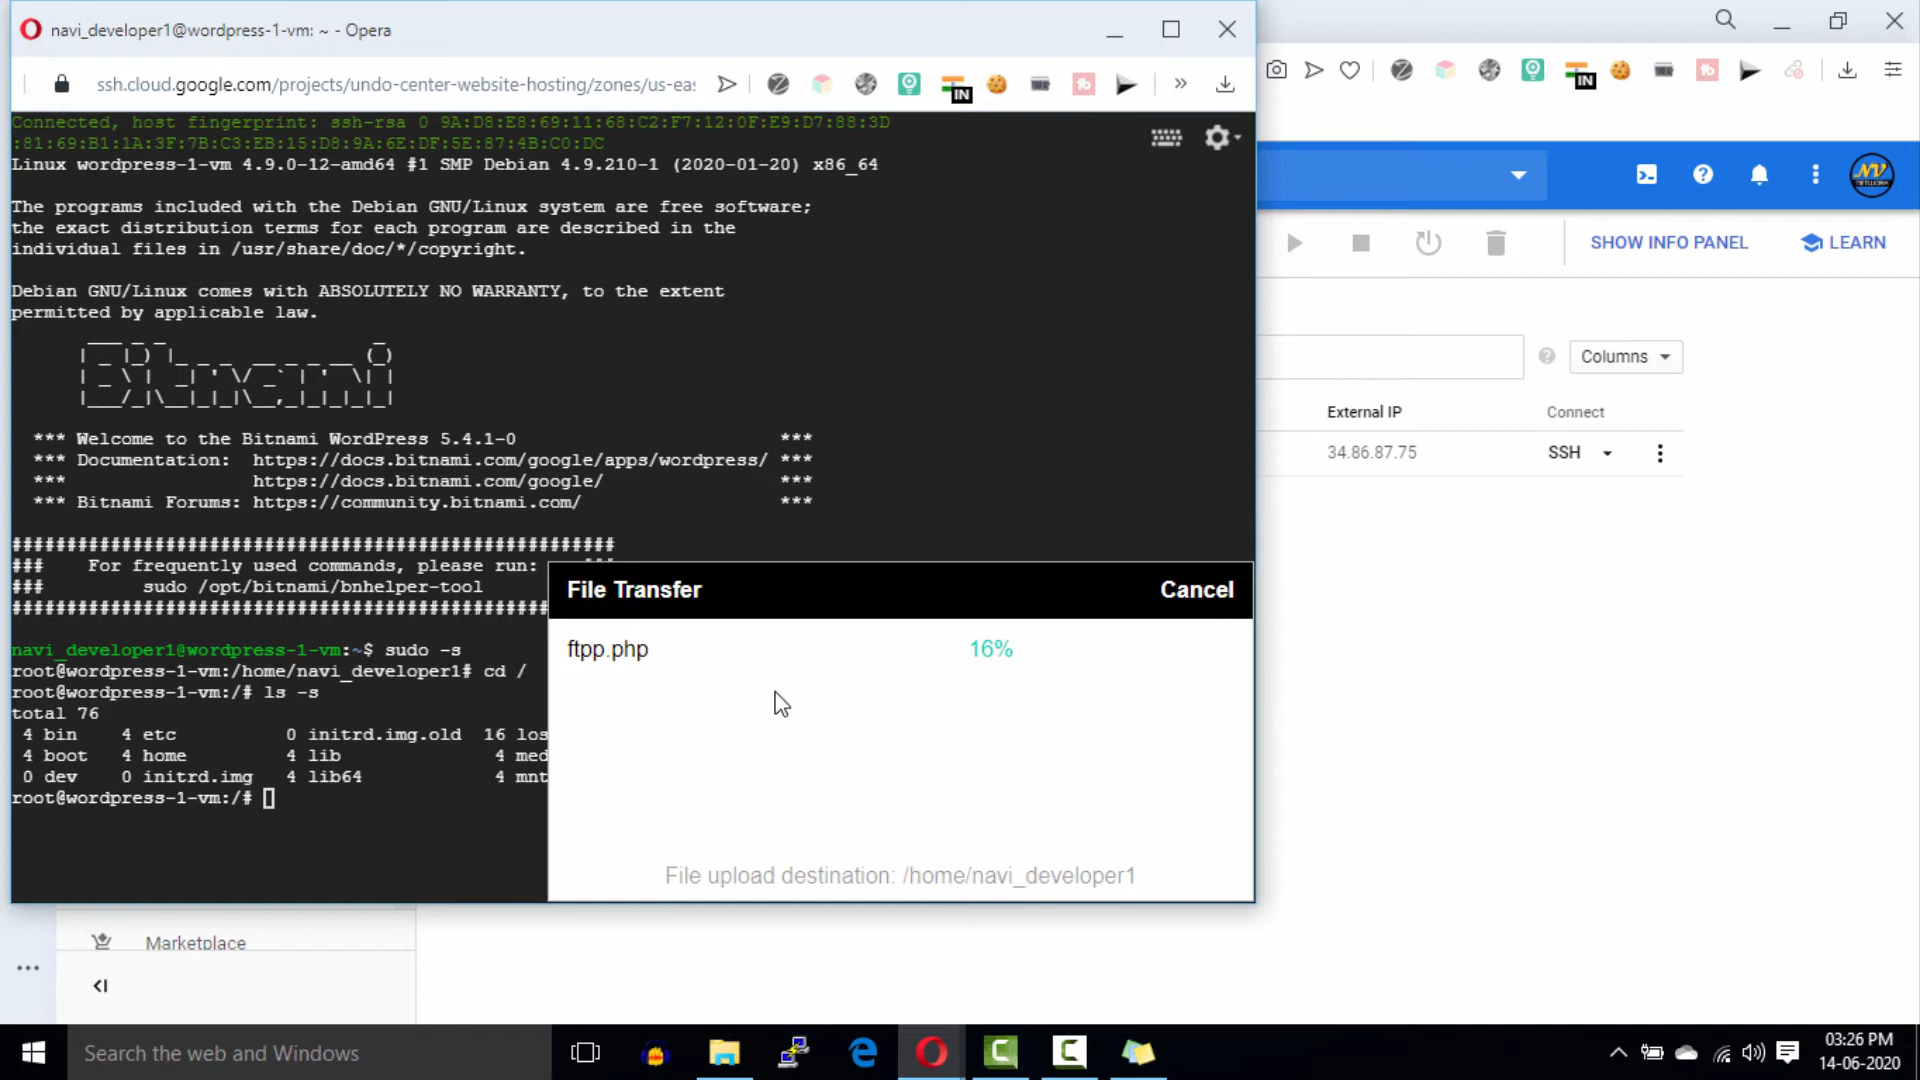 navi_developer1@wordpress-1-vm: ~ - Opera
ssh.cloud.google.com/projects/undo-center-website-hosting/zones/us-eas
IN
IN
Connected, host fingerprint: ssh-rsa 0 9A:D8:E8:69:11:68:C2:F7:12:0F:E9:D7:88:3D
:81:69:B1:1A:3F:7B:C3:EB:15:D8:9A:6E:DF:5E:87:4B:C0:DC
Linux wordpress-1-vm 4.9.0-12-amd64 #1 SMP Debian 4.9.210-1 (2020-01-20) x86_64
The programs included with the Debian GNU/Linux system are free software;
the exact distribution terms for each program are described in the
individual files in /usr/share/doc/*/copyright.
Debian GNU/Linux comes with ABSOLUTELY NO WARRANTY, to the extent
permitted by applicable law.
Bitnami
*** Welcome to the Bitnami WordPress 5.4.1-0 ***
*** Documentation: https://docs.bitnami.com/google/apps/wordpress/ ***
*** https://docs.bitnami.com/google/ ***
*** Bitnami Forums: https://community.bitnami.com/ ***
#######################################################
### For frequently used commands, please run: ###
### sudo /opt/bitnami/bnhelper-tool
#################################################
navi_developer1@wordpress-1-vm:~$ sudo -s
root@wordpress-1-vm:/home/navi_developer1# cd /
root@wordpress-1-vm:/# ls -s
total 76
4 bin 4 etc 0 initrd.img.old 16 los
4 boot 4 home 4 lib 4 med
0 dev 0 initrd.img 4 lib64 4 mnt
root@wordpress-1-vm:/#
File Transfer Cancel
ftpp.php 16%
File upload destination: /home/navi_developer1
NV
SHOW INFO PANEL LEARN
Columns
External IP Connect
34.86.87.75 SSH
Marketplace
Search the web and Windows
03:26 PM
14-06-2020